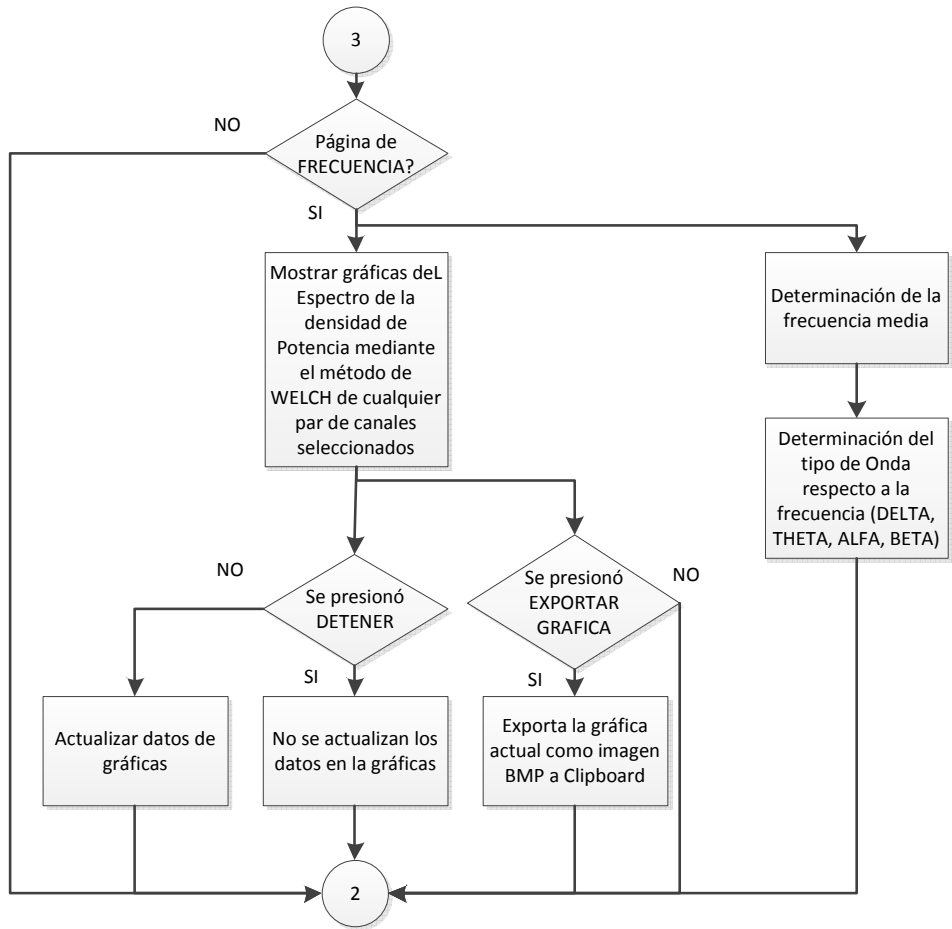 3
NO
Página de
FRECUENCIA?
SI
Mostrar gráficas deL
Espectro de la
densidad de
Potencia mediante
el método de
WELCH de cualquier
par de canales
seleccionados
Determinación de la
frecuencia media
Determinación del
tipo de Onda
respecto a la
frecuencia (DELTA,
THETA, ALFA, BETA)
NO
Se presionó
DETENER
SI
Se presionó
EXPORTAR
GRAFICA
NO
SI
Actualizar datos de
gráficas
No se actualizan los
datos en la gráficas
Exporta la gráfica
actual como imagen
BMP a Clipboard
2